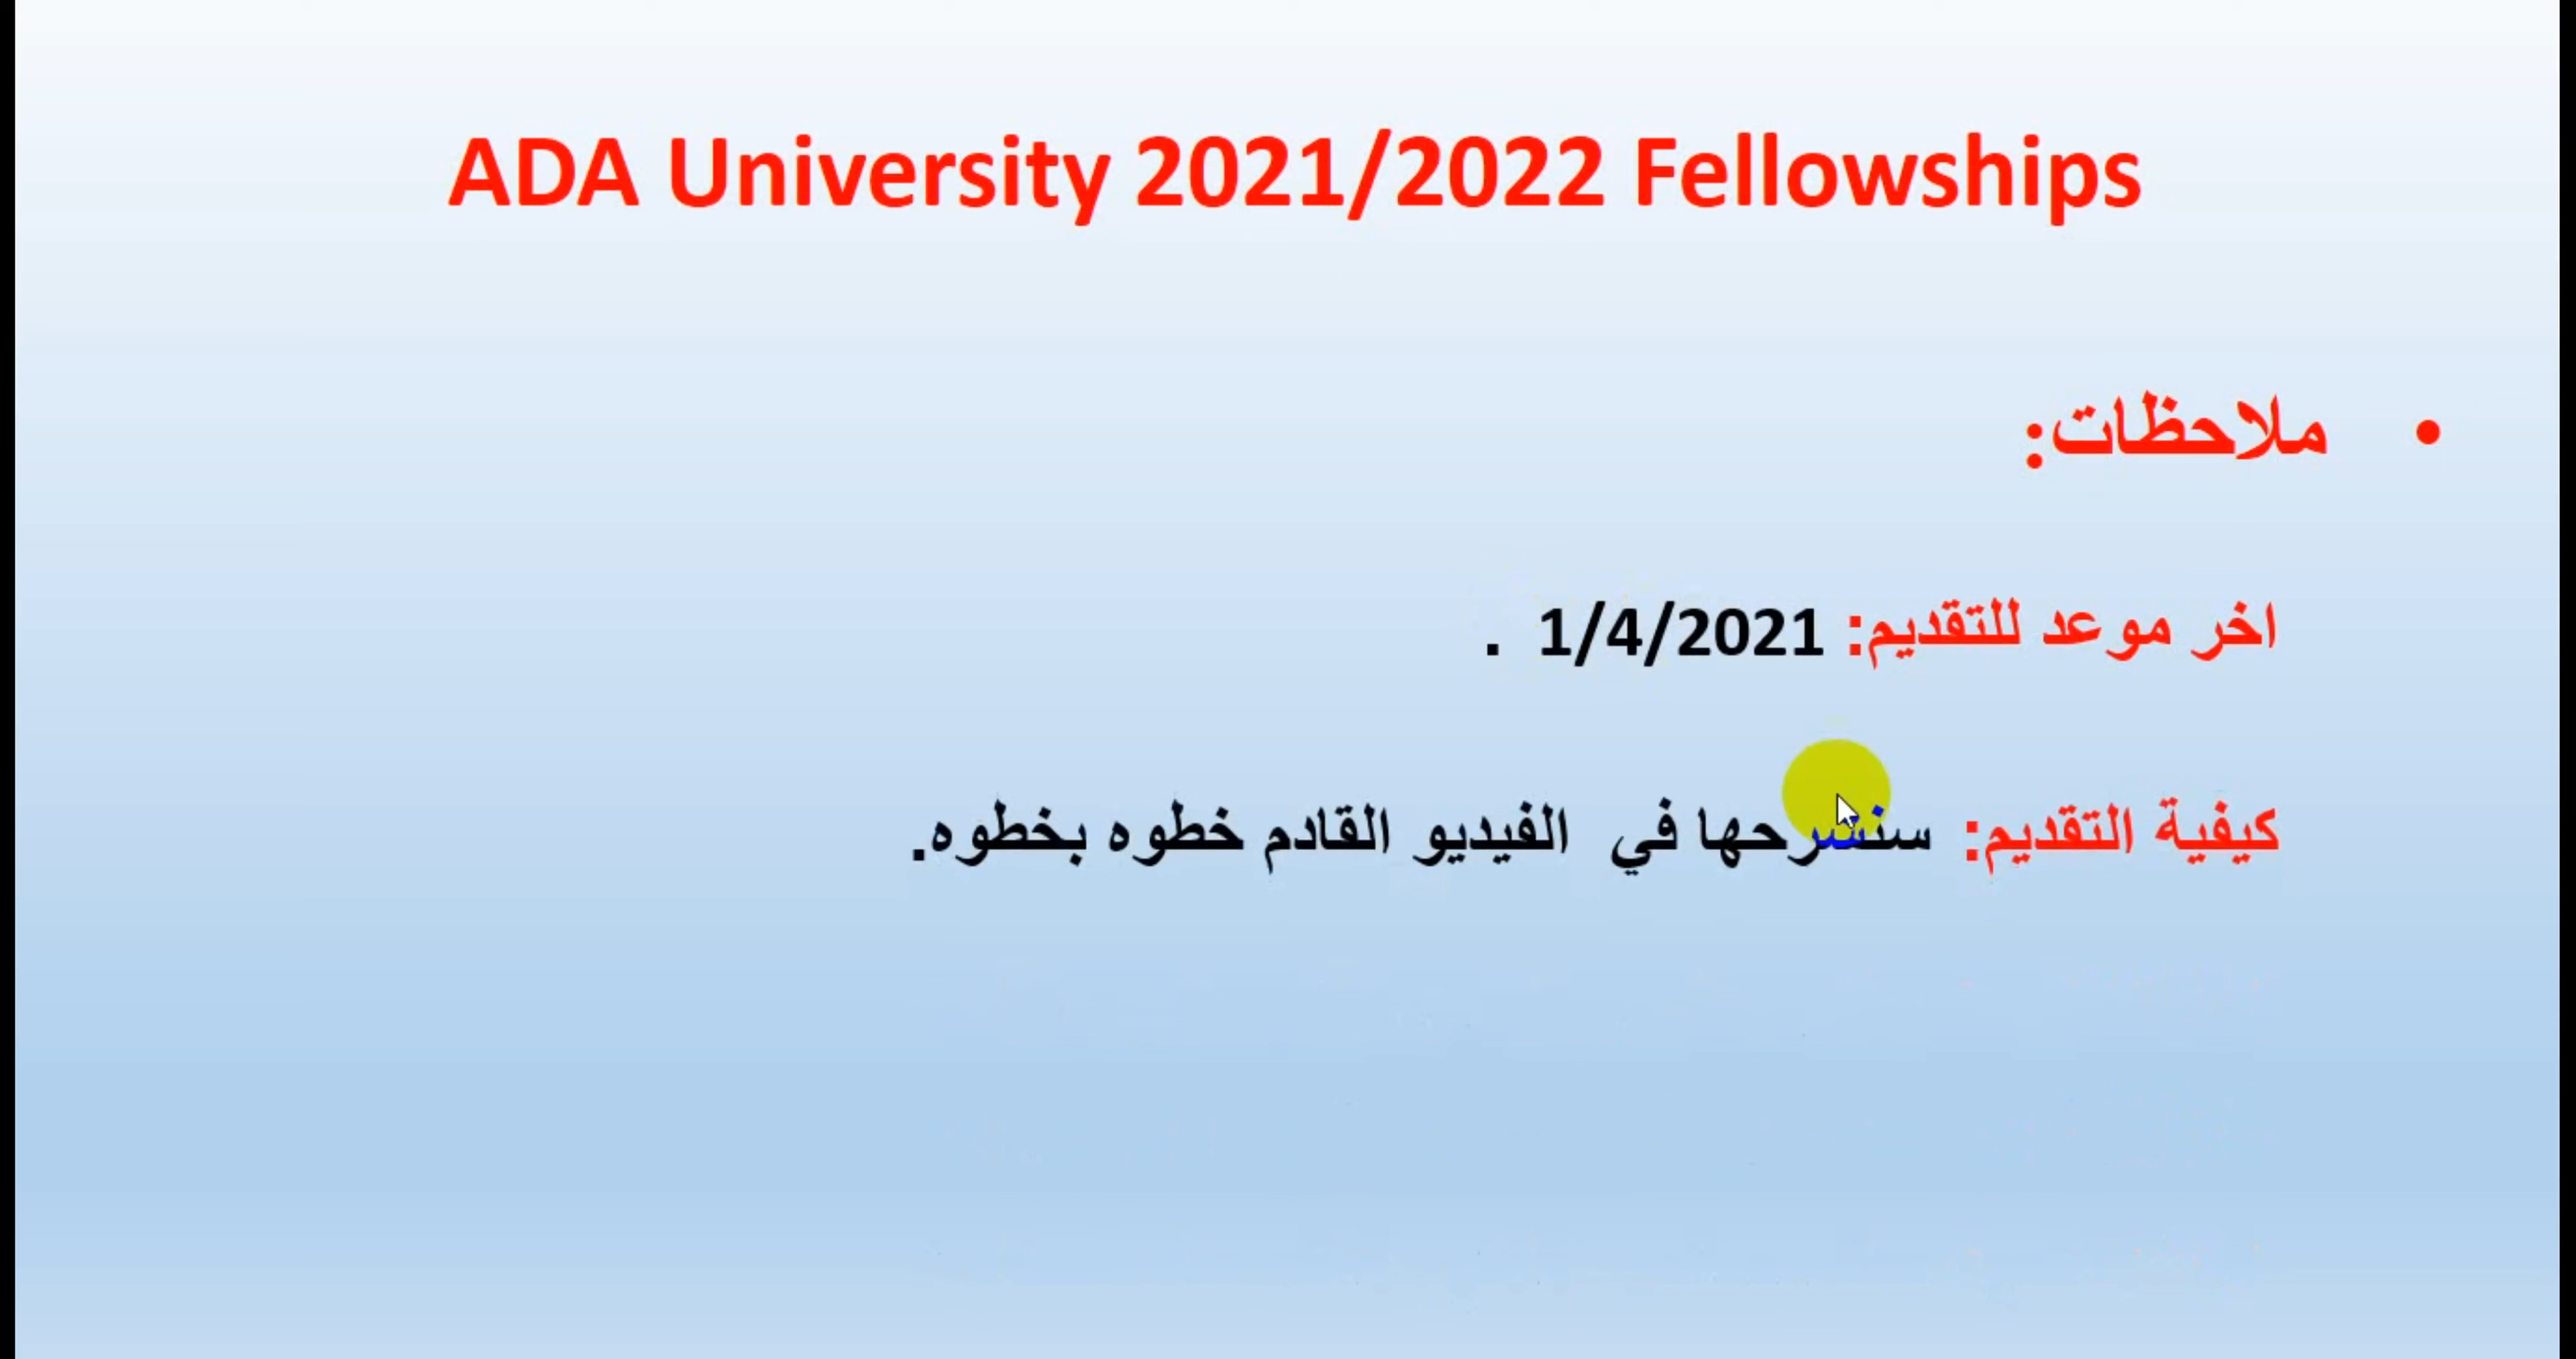 ADA University 2021/2022 Fellowships
• ملاحظات:
اخر موعد للتقديم: 1/4/2021 .
كيفية التقديم: سنشرحها في الفيديو القادم خطوه بخطوه.